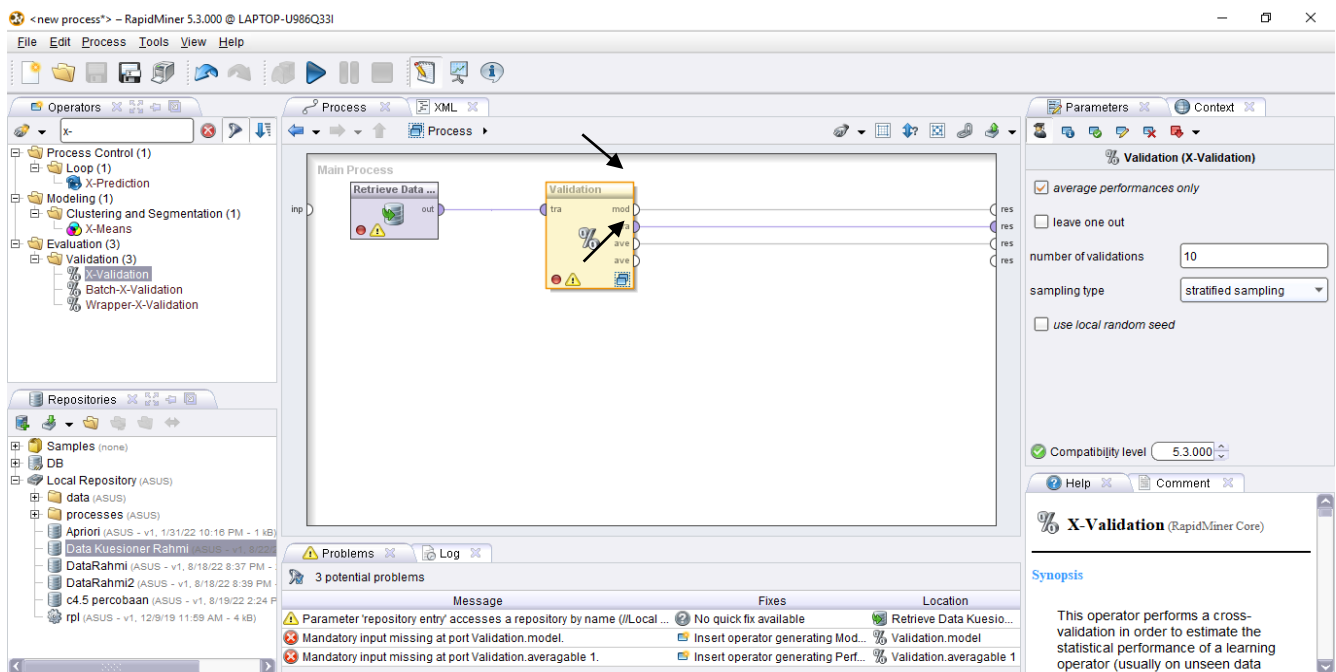 <new process*> – RapidMiner 5.3.000 @ LAPTOP-U986Q33I
File Edit Process Tools View Help
Operators
x-
Process Control (1)
Loop (1)
X-Prediction
Modeling (1)
Clustering and Segmentation (1)
X-Means
Evaluation (3)
Validation (3)
X-Validation
Batch-X-Validation
Wrapper-X-Validation
Repositories
Samples (none)
DB
Local Repository (ASUS)
data (ASUS)
processes (ASUS)
Apriori (ASUS - v1, 1/31/22 10:16 PM - 1 kB)
Data Kuesioner Rahmi (ASUS - v1, 8/22/2
DataRahmi (ASUS - v1, 8/18/22 8:37 PM -
DataRahmi2 (ASUS - v1, 8/18/22 8:39 PM
c4.5 percobaan (ASUS - v1, 8/19/22 2:24 P
rpl (ASUS - v1, 12/9/19 11:59 AM - 4 kB)
Process XML
Process
Main Process
Retrieve Data ...
inp
out
Validation
tra mod
a
ave
ave
res
res
res
res
Problems Log
3 potential problems
Message Fixes Location
Parameter 'repository entry' accesses a repository by name (//Local ... No quick fix available Retrieve Data Kuesio...
Mandatory input missing at port Validation.model. Insert operator generating Mod... Validation.model
Mandatory input missing at port Validation.averagable 1. Insert operator generating Perf... Validation.averagable 1
Parameters Context
Validation (X-Validation)
average performances only
leave one out
number of validations 10
sampling type stratified sampling
use local random seed
Compatibility level 5.3.000
Help Comment
X-Validation (RapidMiner Core)
Synopsis
This operator performs a cross-
validation in order to estimate the
statistical performance of a learning
operator (usually on unseen data